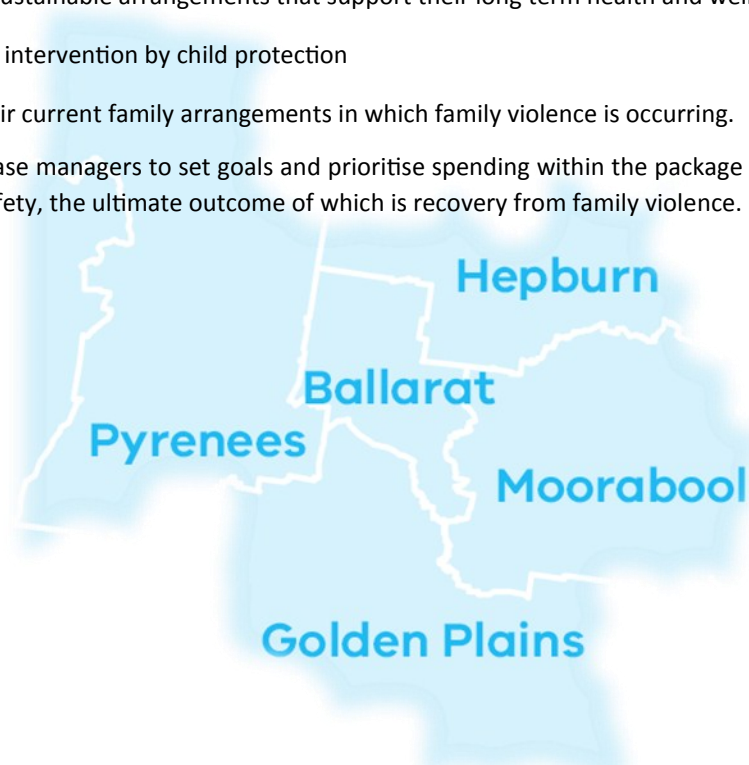 sustainable arrangements that support their long term health and well
intervention by child protection
ir current family arrangements in which family violence is occurring.
ase managers to set goals and prioritise spending within the package
fety, the ultimate outcome of which is recovery from family violence.
Hepburn
Ballarat
Pyrenees
Moorabool
Golden Plains